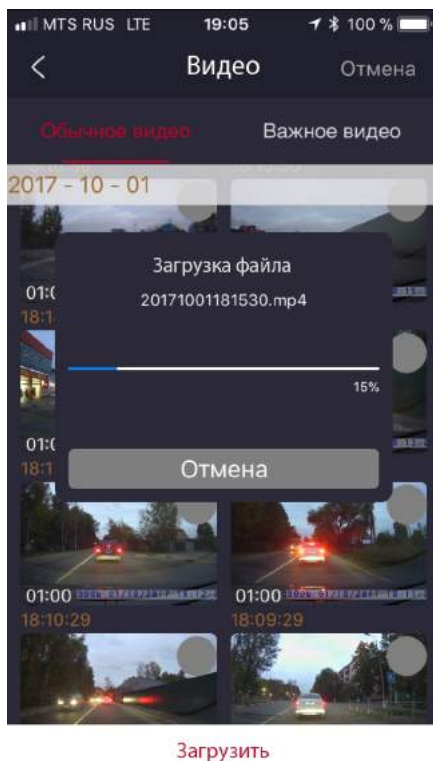 MTS RUS LTE 19:05 100 %
Видео Отмена
Обычное видео Важное видео
2017 - 10 - 01
Загрузка файла
20171001181530.mp4
15%
Отмена
01:00 01:00
18:10:29 18:09:29
Загрузить